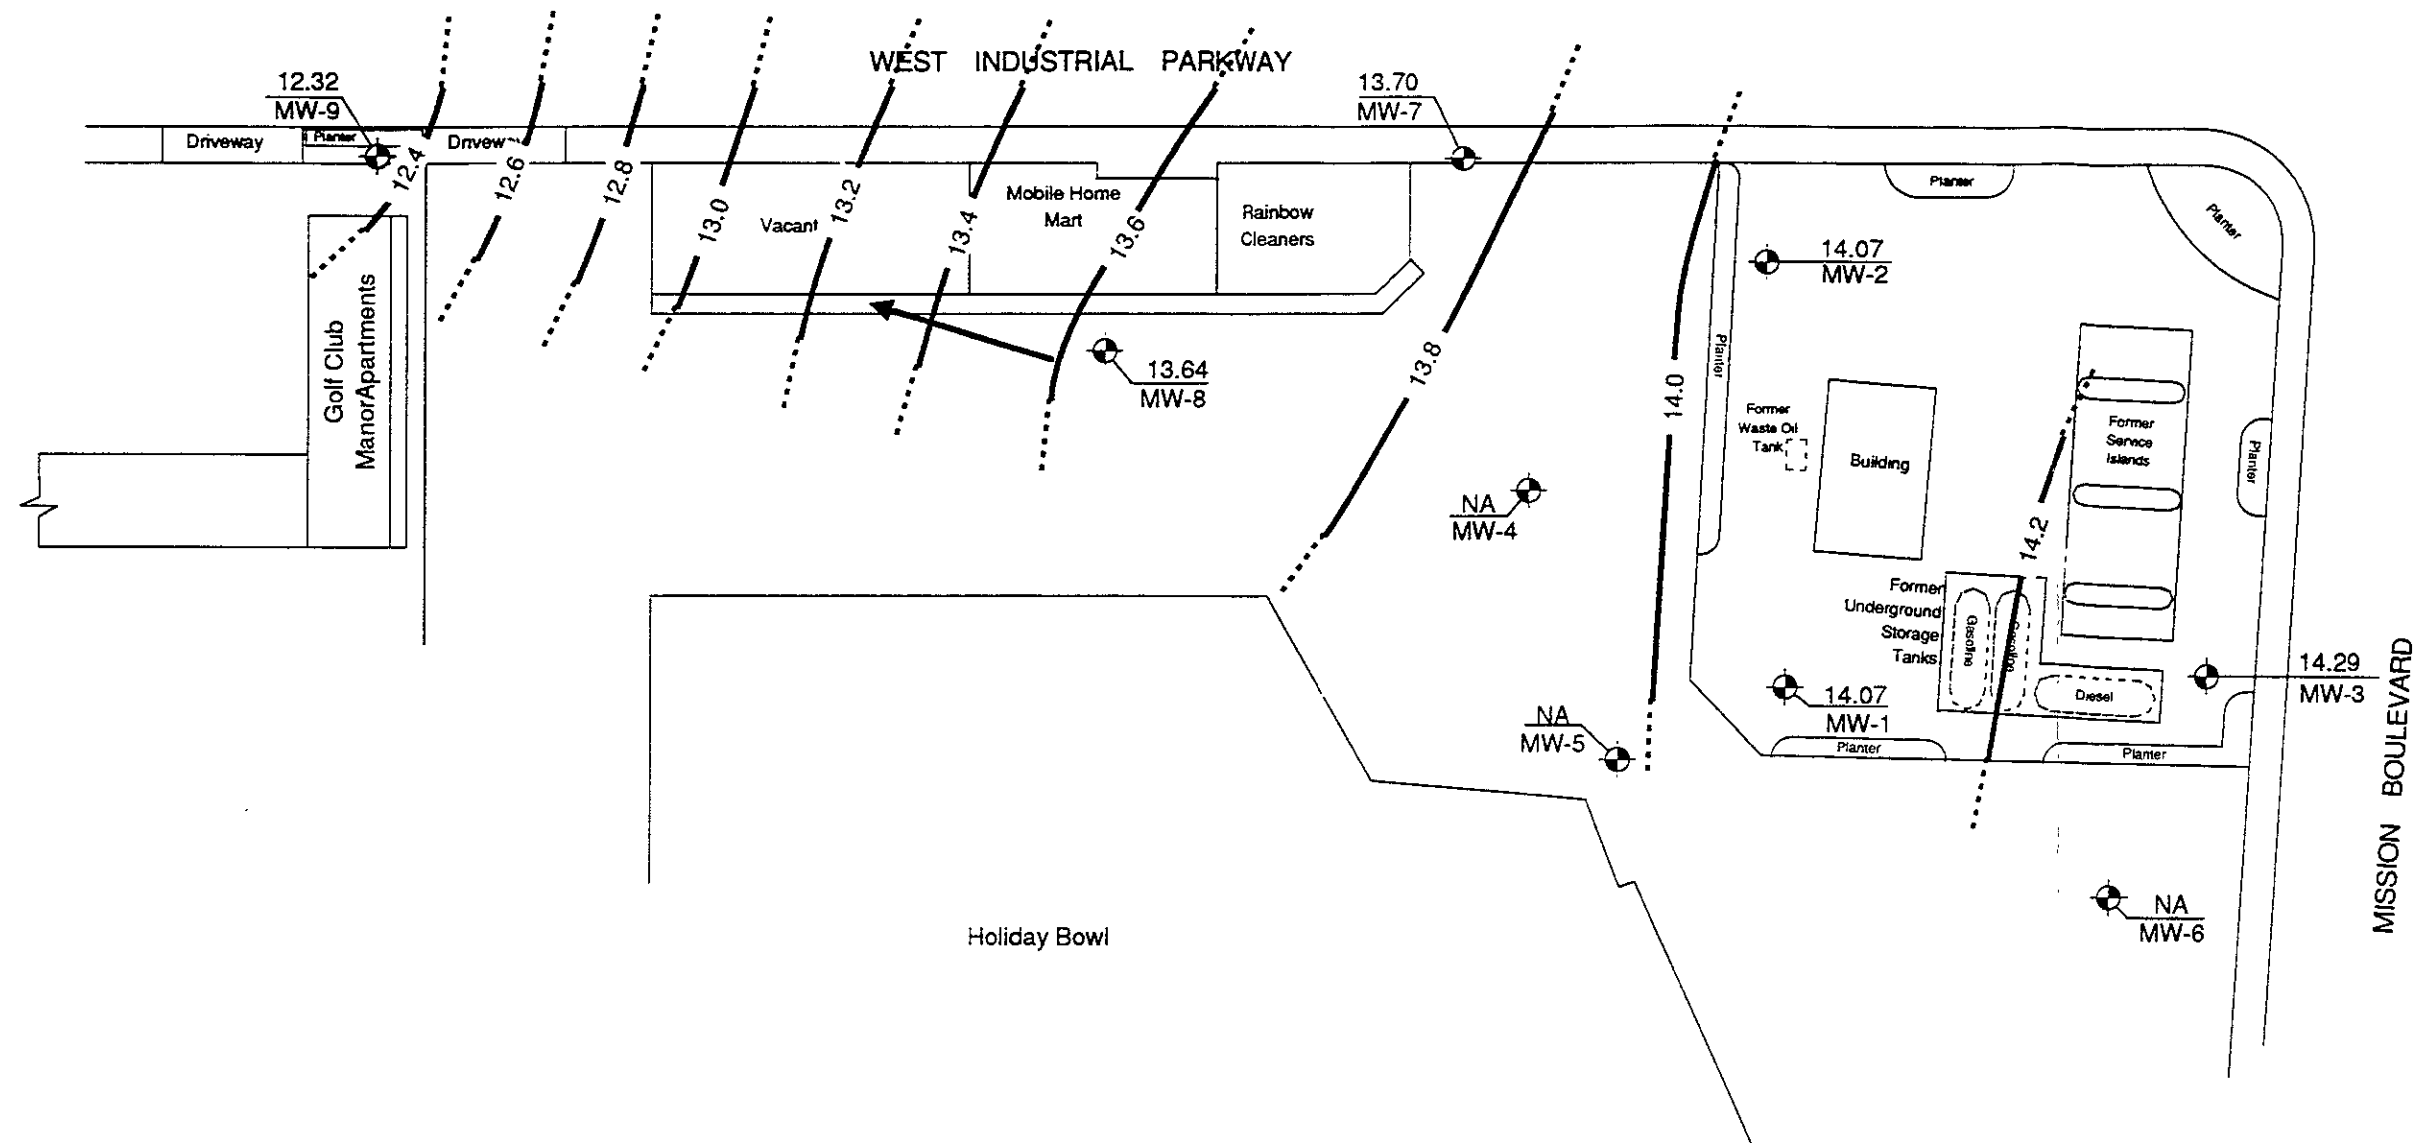 WEST INDUSTRIAL PARKWAY
12.32
MW-9
13.70
MW-7
Driveway
Planter
Drivew
12.4
12.6
12.8
13.0
13.2
13.4
13.6
13.8
14.0
14.2
Vacant
Mobile Home
Mart
Rainbow
Cleaners
Planter
Planter
14.07
MW-2
Golf Club
ManorApartments
13.64
MW-8
Planter
Former
Waste Oil
Tank
Building
Former
Service
Islands
Planter
NA
MW-4
Former
Underground
Storage
Tanks
Gasoline
Gasoline
Diesel
14.29
MW-3
14.07
MW-1
NA
MW-5
Planter
Planter
MISSION BOULEVARD
NA
MW-6
Holiday Bowl